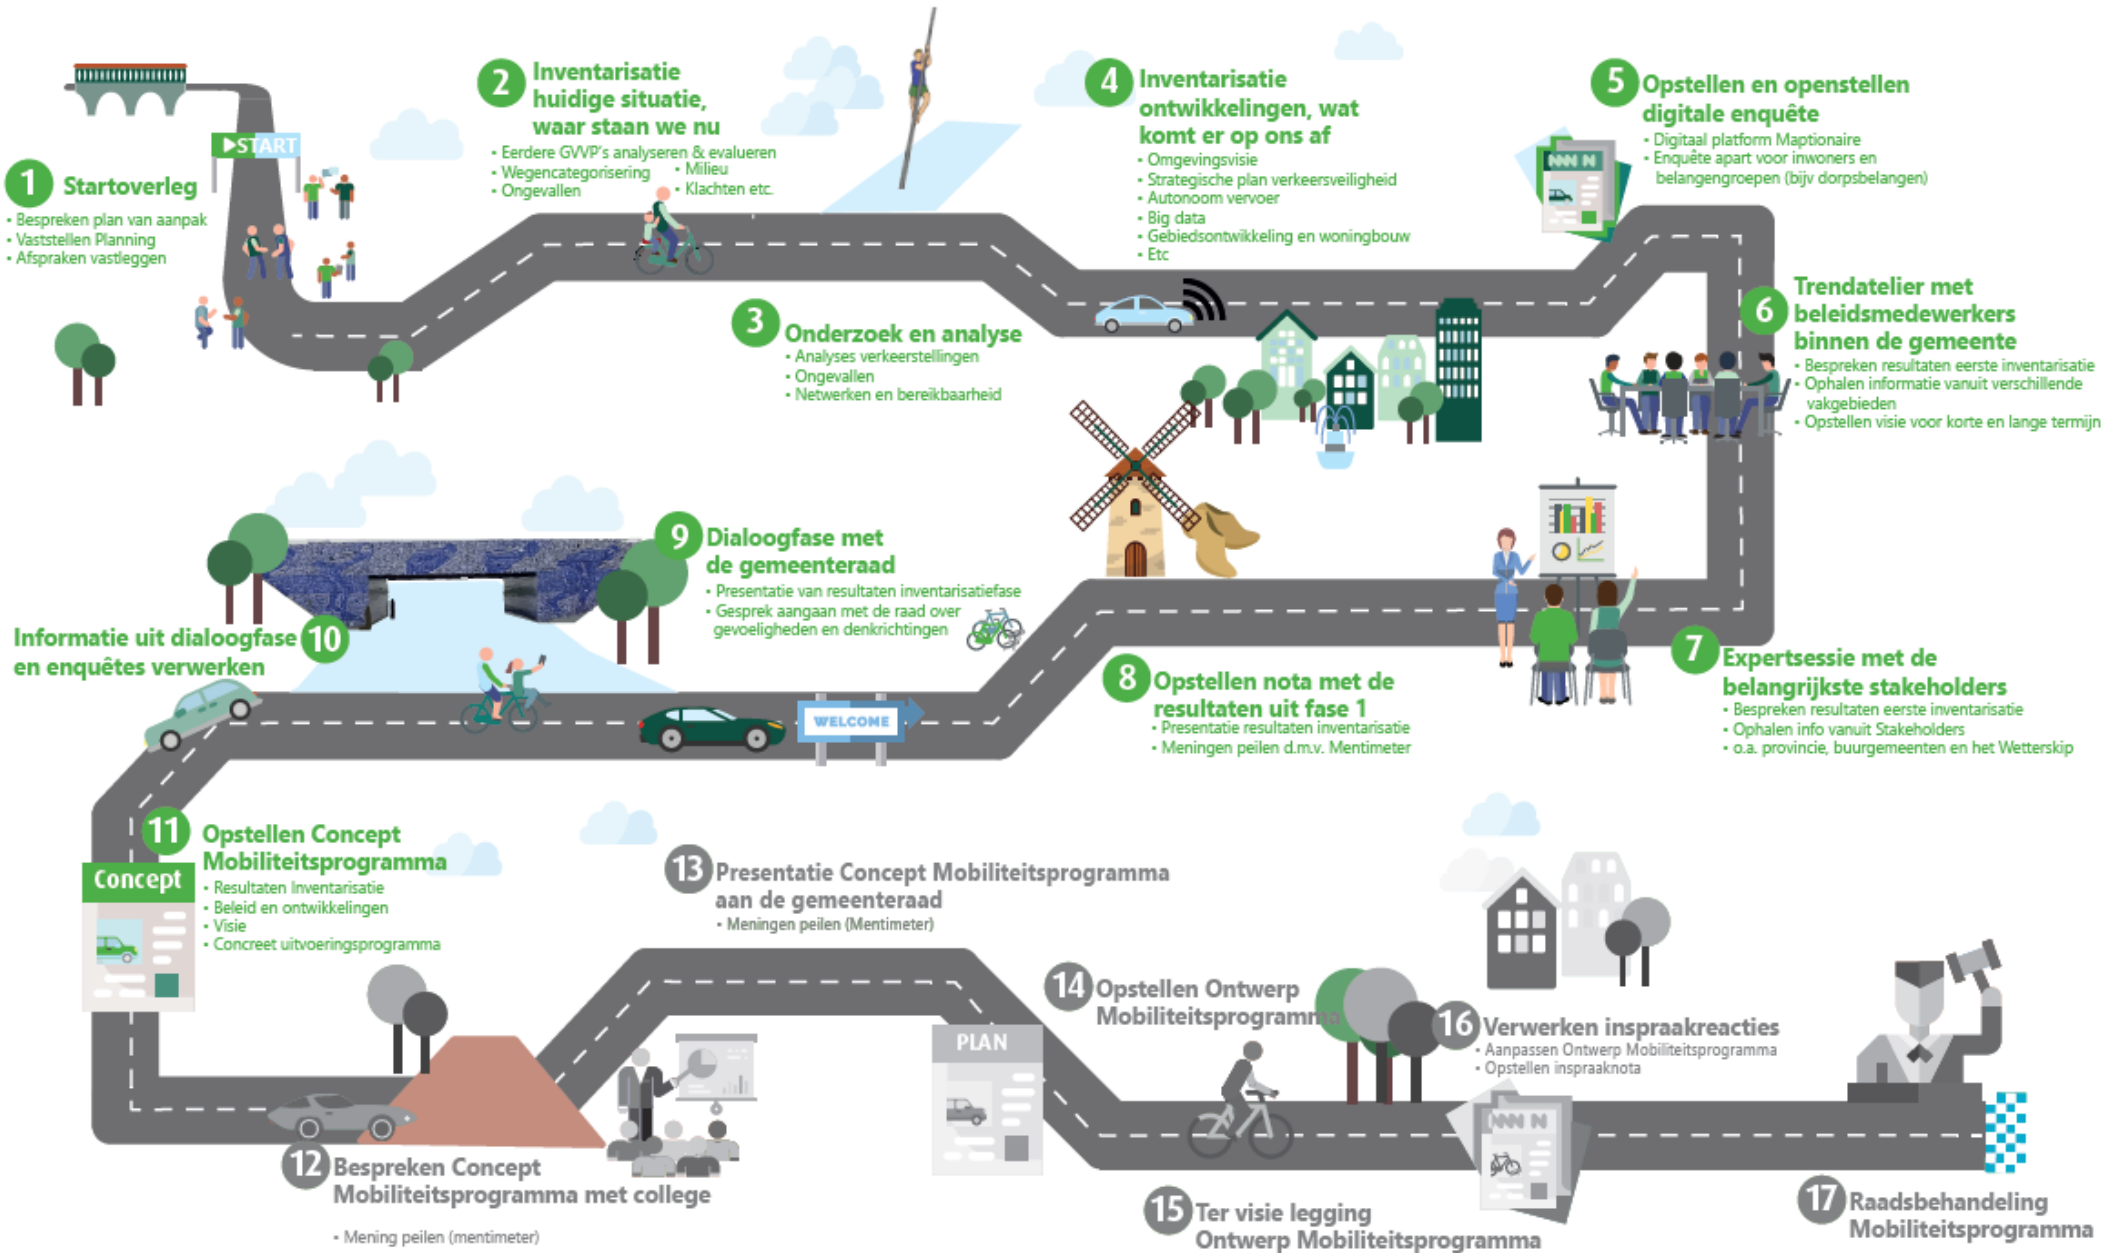 START
1 Startoverleg
• Bespreken plan van aanpak
• Vaststellen Planning
• Afspraken vastleggen
2 Inventarisatie
huidige situatie,
waar staan we nu
• Eerdere GVVP's analyseren & evalueren
• Wegencategorisering
• Ongevallen
• Milieu
• Klachten etc.
3 Onderzoek en analyse
• Analyses verkeerstellingen
• Ongevallen
• Netwerken en bereikbaarheid
4 Inventarisatie
ontwikkelingen, wat
komt er op ons af
• Omgevingsvisie
• Strategische plan verkeersveiligheid
• Autonoom vervoer
• Big data
• Gebiedsontwikkeling en woningbouw
• Etc
5 Opstellen en openstellen
digitale enquête
• Digitaal platform Maptionaire
• Enquête apart voor inwoners en
belangengroepen (bijv dorpsbelangen)
NNN N
6 Trendatelier met
beleidsmedewerkers
binnen de gemeente
• Bespreken resultaten eerste inventarisatie
• Ophalen informatie vanuit verschillende
vakgebieden
• Opstellen visie voor korte en lange termijn
7 Expertsessie met de
belangrijkste stakeholders
• Bespreken resultaten eerste inventarisatie
• Ophalen info vanuit Stakeholders
• o.a. provincie, buurgemeenten en het Wetterskip
8 Opstellen nota met de
resultaten uit fase 1
• Presentatie resultaten inventarisatie
• Meningen peilen d.m.v. Mentimeter
9 Dialoogfase met
de gemeenteraad
• Presentatie van resultaten inventarisatiefase
• Gesprek aangaan met de raad over
gevoeligheden en denkrichtingen
WELCOME
Informatie uit dialoogfase 10
en enquêtes verwerken
11 Opstellen Concept
Mobiliteitsprogramma
• Resultaten Inventarisatie
• Beleid en ontwikkelingen
• Visie
• Concreet uitvoeringsprogramma
Concept
12 Bespreken Concept
Mobiliteitsprogramma met college
• Mening peilen (mentimeter)
13 Presentatie Concept Mobiliteitsprogramma
aan de gemeenteraad
• Meningen peilen (Mentimeter)
14 Opstellen Ontwerp
Mobiliteitsprogramma
PLAN
15 Ter visie legging
Ontwerp Mobiliteitsprogramma
16 Verwerken inspraakreacties
• Aanpassen Ontwerp Mobiliteitsprogramma
• Opstellen inspraaknota
NNN N
17 Raadsbehandeling
Mobiliteitsprogramma